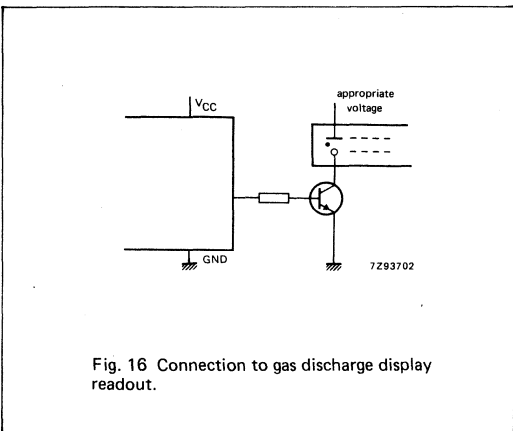 appropriate
voltage
VCC
GND
7Z93702
Fig. 16 Connection to gas discharge display
readout.